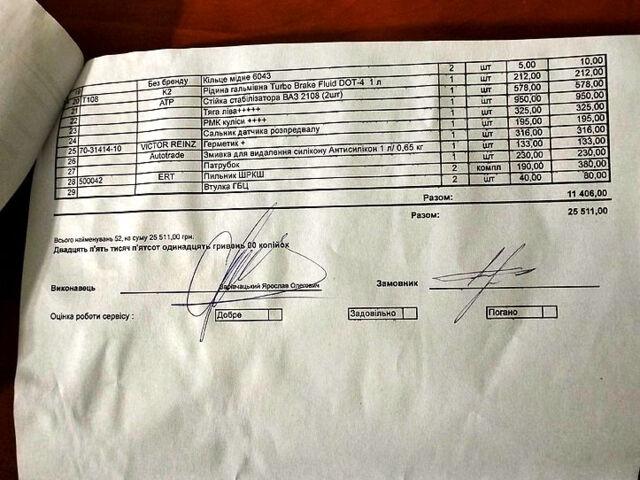 19 Без бренду Кільце мідне 6043 2 шт 5,00 10,00
20 T108 K2 Рідина гальмівна Turbo Brake Fluid DOT-4 1 л 1 шт 212,00 212,00
21 ATP Стійка стабілізатора ВАЗ 2108 (2шт) 1 шт 578,00 578,00
22 Тяга ліва+++++ 1 шт 950,00 950,00
23 РМК куліси ++++ 1 шт 325,00 325,00
24 Сальник датчика розпредвалу 1 шт 195,00 195,00
25 70-31414-10 VICTOR REINZ Герметик + 1 шт 316,00 316,00
26 Autotrade Змивка для видалення силікону Антисилікон 1 л/ 0,65 кг 1 шт 133,00 133,00
27 Патрубок 1 шт 230,00 230,00
28 500042 ERT Пильник ШРКШ 2 компл 190,00 380,00
29 Втулка ГБЦ 2 шт 40,00 80,00
Разом: 11 406,00
Разом: 25 511,00
Всього найменувань 52, на суму 25 511,00 грн.
Двадцять п'ять тисяч п'ятсот одинадцять гривень 00 копійок
Виконавець Ярослав Олегович Замовник
Оцінка роботи сервісу : Добре Задовільно Погано